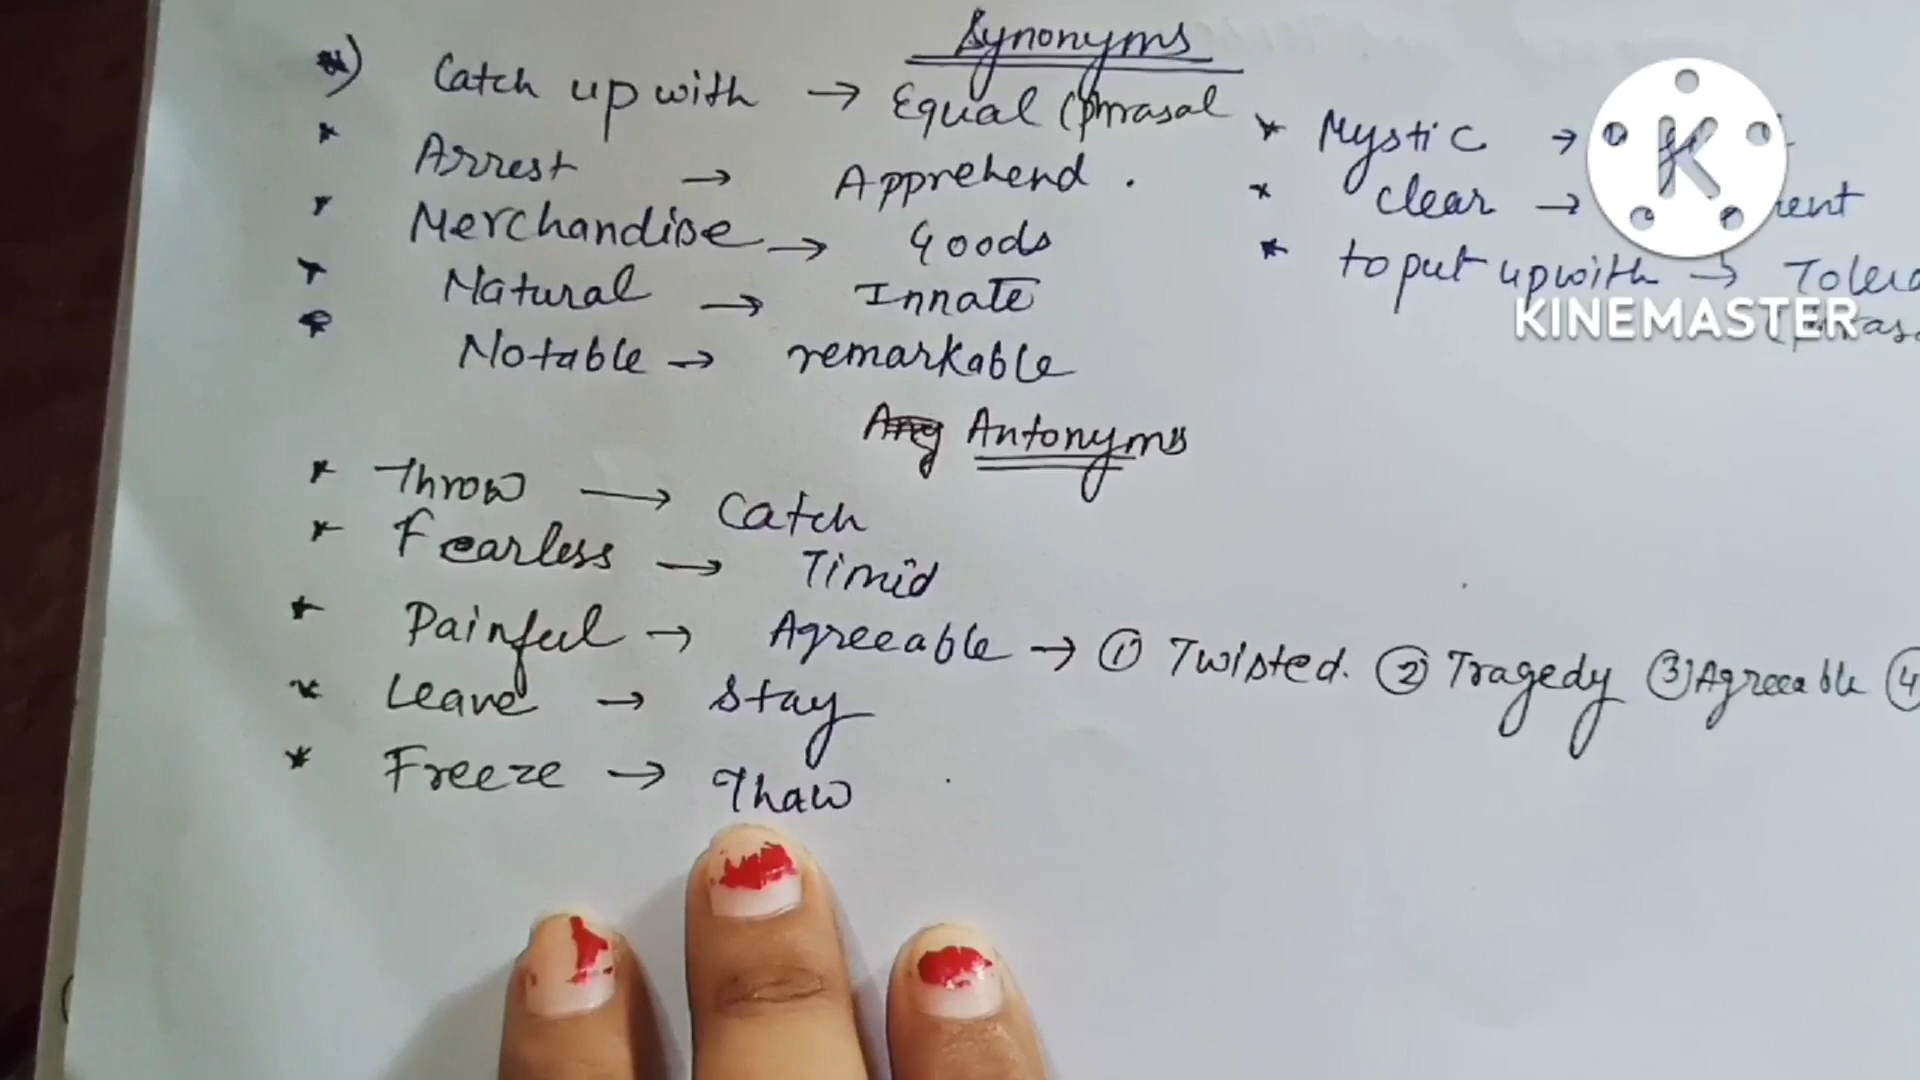 Synonyms
*) Catch up with → Equal (phrasal
* Arrest → Apprehend.
* Merchandise → Goods
* Natural → Innate
* Notable → remarkable
* Mystic →
* clear →
* to put up with →
KINEMASTER
Antonyms
* Throw → Catch
* Fearless → Timid
* Painful → Agreeable → ① Twisted. ② Tragedy ③ Agreeable ④
* Leave → Stay
* Freeze → Thaw